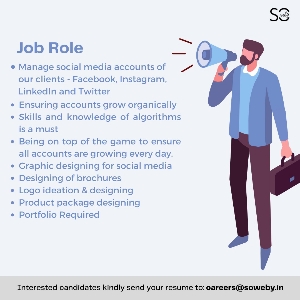 SO
Job Role
Manage social media accounts of
our clients - Facebook, Instagram,
LinkedIn and Twitter
Ensuring accounts grow organically
Skills and knowledge of algorithms
is a must
Being on top of the game to ensure
all accounts are growing every day.
Graphic designing for social media
Designing of brochures
Logo ideation & designing
Product package designing
Portfolio Required
Interested candidates kindly send your resume to: careers@soweby.in